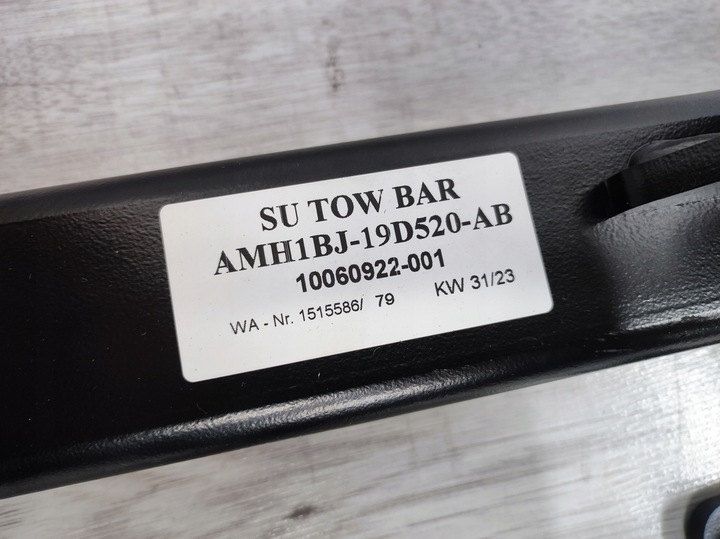 SU TOW BAR
AMH1BJ-19D520-AB
10060922-001
WA - Nr. 1515586/ 79 KW 31/23